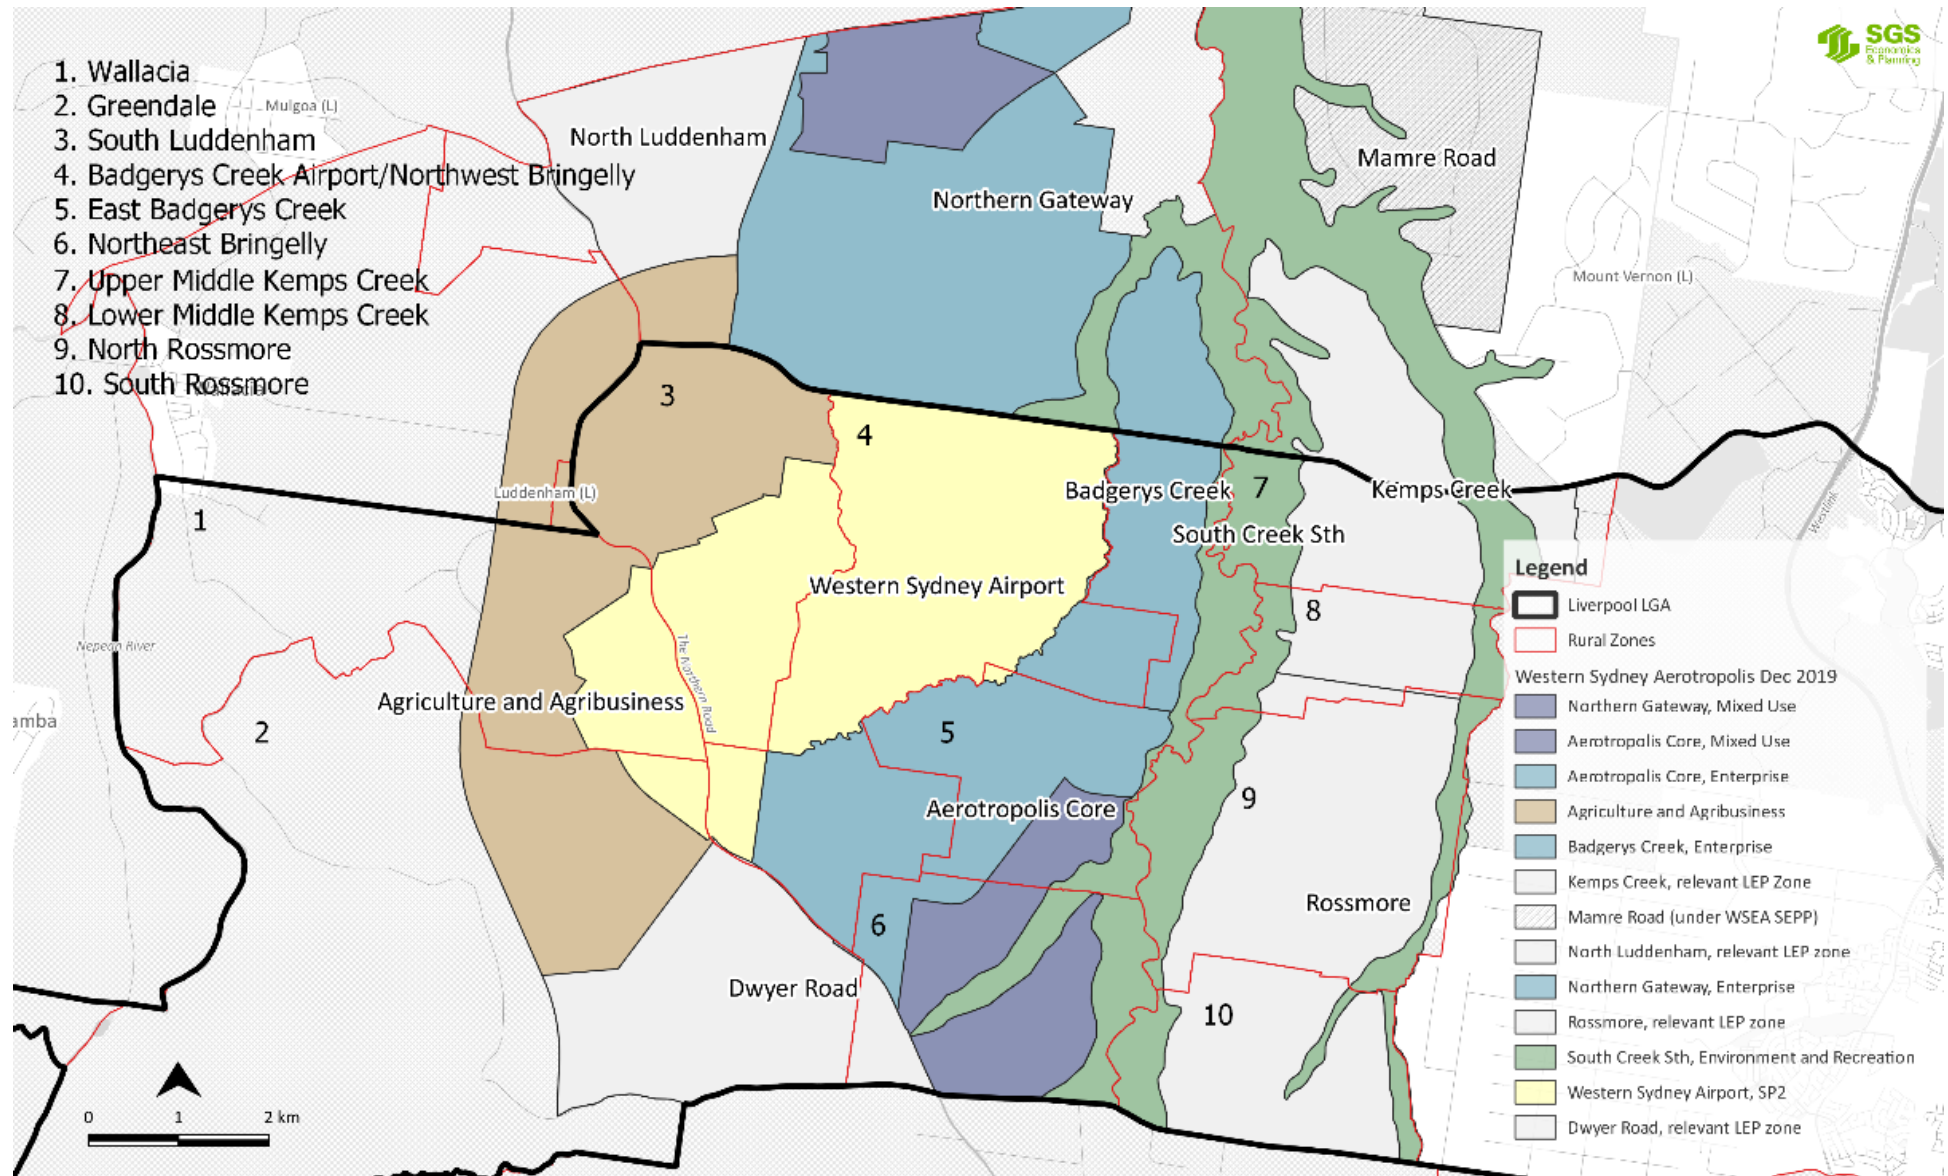 SGS
Economics
& Planning
1. Wallacia
2. Greendale
3. South Luddenham
4. Badgerys Creek Airport/Northwest Bringelly
5. East Badgerys Creek
6. Northeast Bringelly
7. Upper Middle Kemps Creek
8. Lower Middle Kemps Creek
9. North Rossmore
10. South Rossmore
Mulgoa (L)
North Luddenham
Mamre Road
Northern Gateway
Mount Vernon (L)
Wallacia
3
4
Luddenham (L)
Badgerys Creek
7
Kemps Creek
1
South Creek Sth
Westlink
Western Sydney Airport
8
Nepean River
The Northern Road
Agriculture and Agribusiness
amba
2
5
Aerotropolis Core
9
Rossmore
6
Dwyer Road
10
0 1 2 km
Legend
Liverpool LGA
Rural Zones
Western Sydney Aerotropolis Dec 2019
Northern Gateway, Mixed Use
Aerotropolis Core, Mixed Use
Aerotropolis Core, Enterprise
Agriculture and Agribusiness
Badgerys Creek, Enterprise
Kemps Creek, relevant LEP Zone
Mamre Road (under WSEA SEPP)
North Luddenham, relevant LEP zone
Northern Gateway, Enterprise
Rossmore, relevant LEP zone
South Creek Sth, Environment and Recreation
Western Sydney Airport, SP2
Dwyer Road, relevant LEP zone